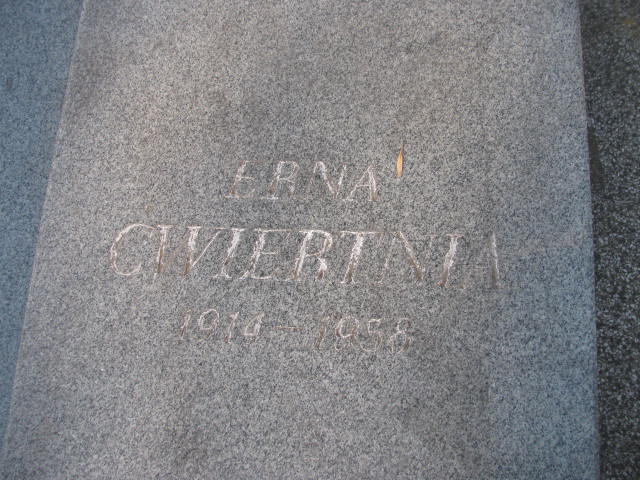 ERNA
CWIERTNIA
1914 - 1958